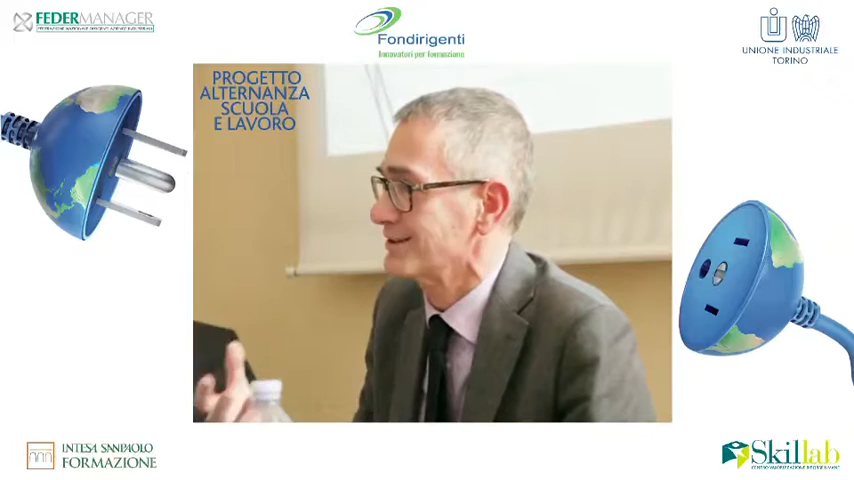 FEDERMANAGER
Fondirigenti
Innovatori per formazione
UNIONE INDUSTRIALE
TORINO
PROGETTO
ALTERNANZA
SCUOLA
E LAVORO
INTESA SANPAOLO
FORMAZIONE
Skillab